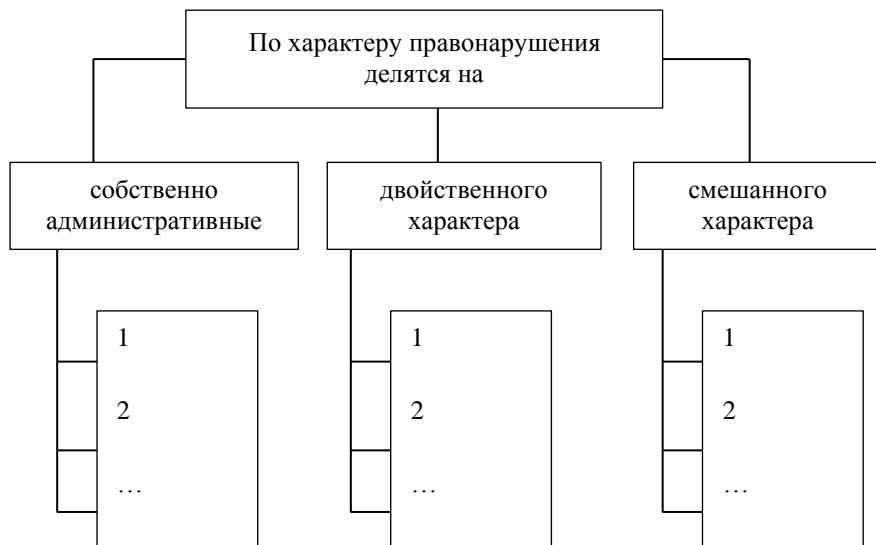 По характеру правонарушения
делятся на
собственно
административные
двойственного
характера
смешанного
характера
1
2
…
1
2
…
1
2
…